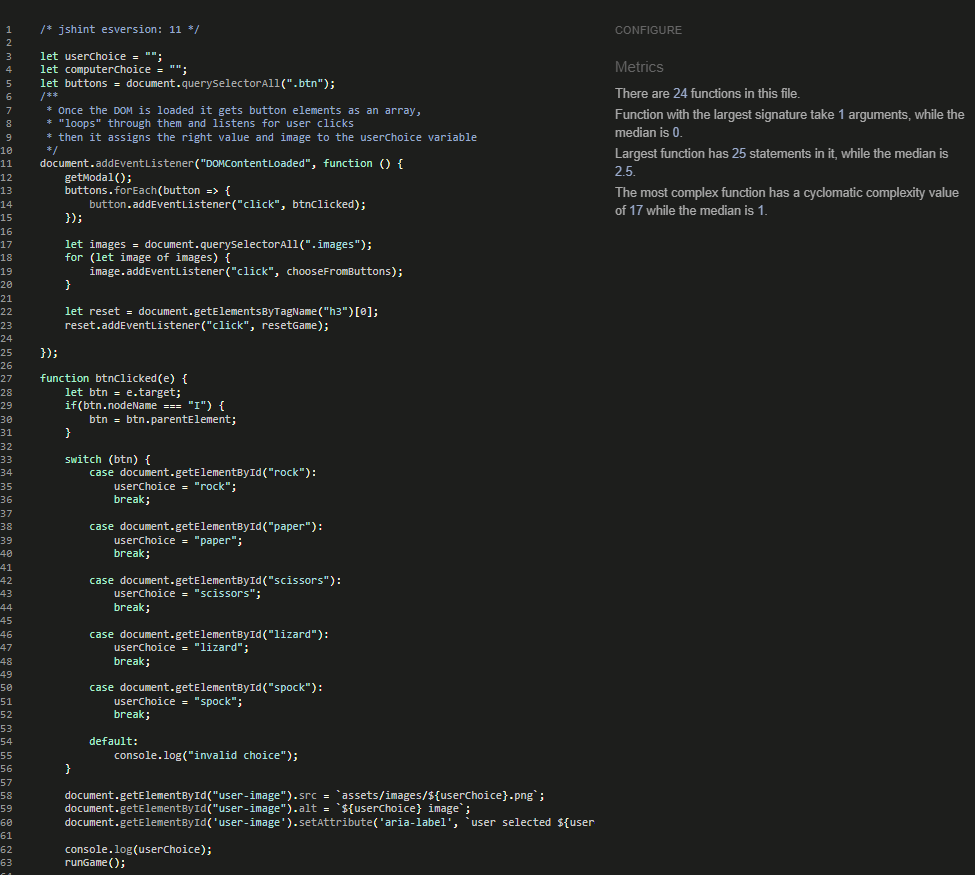 1 /* jshint esversion: 11 */
2
3 let userChoice = "";
4 let computerChoice = "";
5 let buttons = document.querySelectorAll(".btn");
6 /**
7  * Once the DOM is loaded it gets button elements as an array,
8  * "loops" through them and listens for user clicks
9  * then it assigns the right value and image to the userChoice variable
10  */
11 document.addEventListener("DOMContentLoaded", function () {
12     getModal();
13     buttons.forEach(button => {
14         button.addEventListener("click", btnClicked);
15     });
16
17     let images = document.querySelectorAll(".images");
18     for (let image of images) {
19         image.addEventListener("click", chooseFromButtons);
20     }
21
22     let reset = document.getElementsByTagName("h3")[0];
23     reset.addEventListener("click", resetGame);
24
25 });
26
27 function btnClicked(e) {
28     let btn = e.target;
29     if(btn.nodeName === "I") {
30         btn = btn.parentElement;
31     }
32
33     switch (btn) {
34         case document.getElementById("rock"):
35             userChoice = "rock";
36             break;
37
38         case document.getElementById("paper"):
39             userChoice = "paper";
40             break;
41
42         case document.getElementById("scissors"):
43             userChoice = "scissors";
44             break;
45
46         case document.getElementById("lizard"):
47             userChoice = "lizard";
48             break;
49
50         case document.getElementById("spock"):
51             userChoice = "spock";
52             break;
53
54         default:
55             console.log("invalid choice");
56     }
57
58     document.getElementById("user-image").src = `assets/images/${userChoice}.png`;
59     document.getElementById("user-image").alt = `${userChoice} image`;
60     document.getElementById('user-image').setAttribute('aria-label', `user selected ${user
61
62     console.log(userChoice);
63     runGame();
CONFIGURE
Metrics
There are 24 functions in this file.
Function with the largest signature take 1 arguments, while the
median is 0.
Largest function has 25 statements in it, while the median is
2.5.
The most complex function has a cyclomatic complexity value
of 17 while the median is 1.